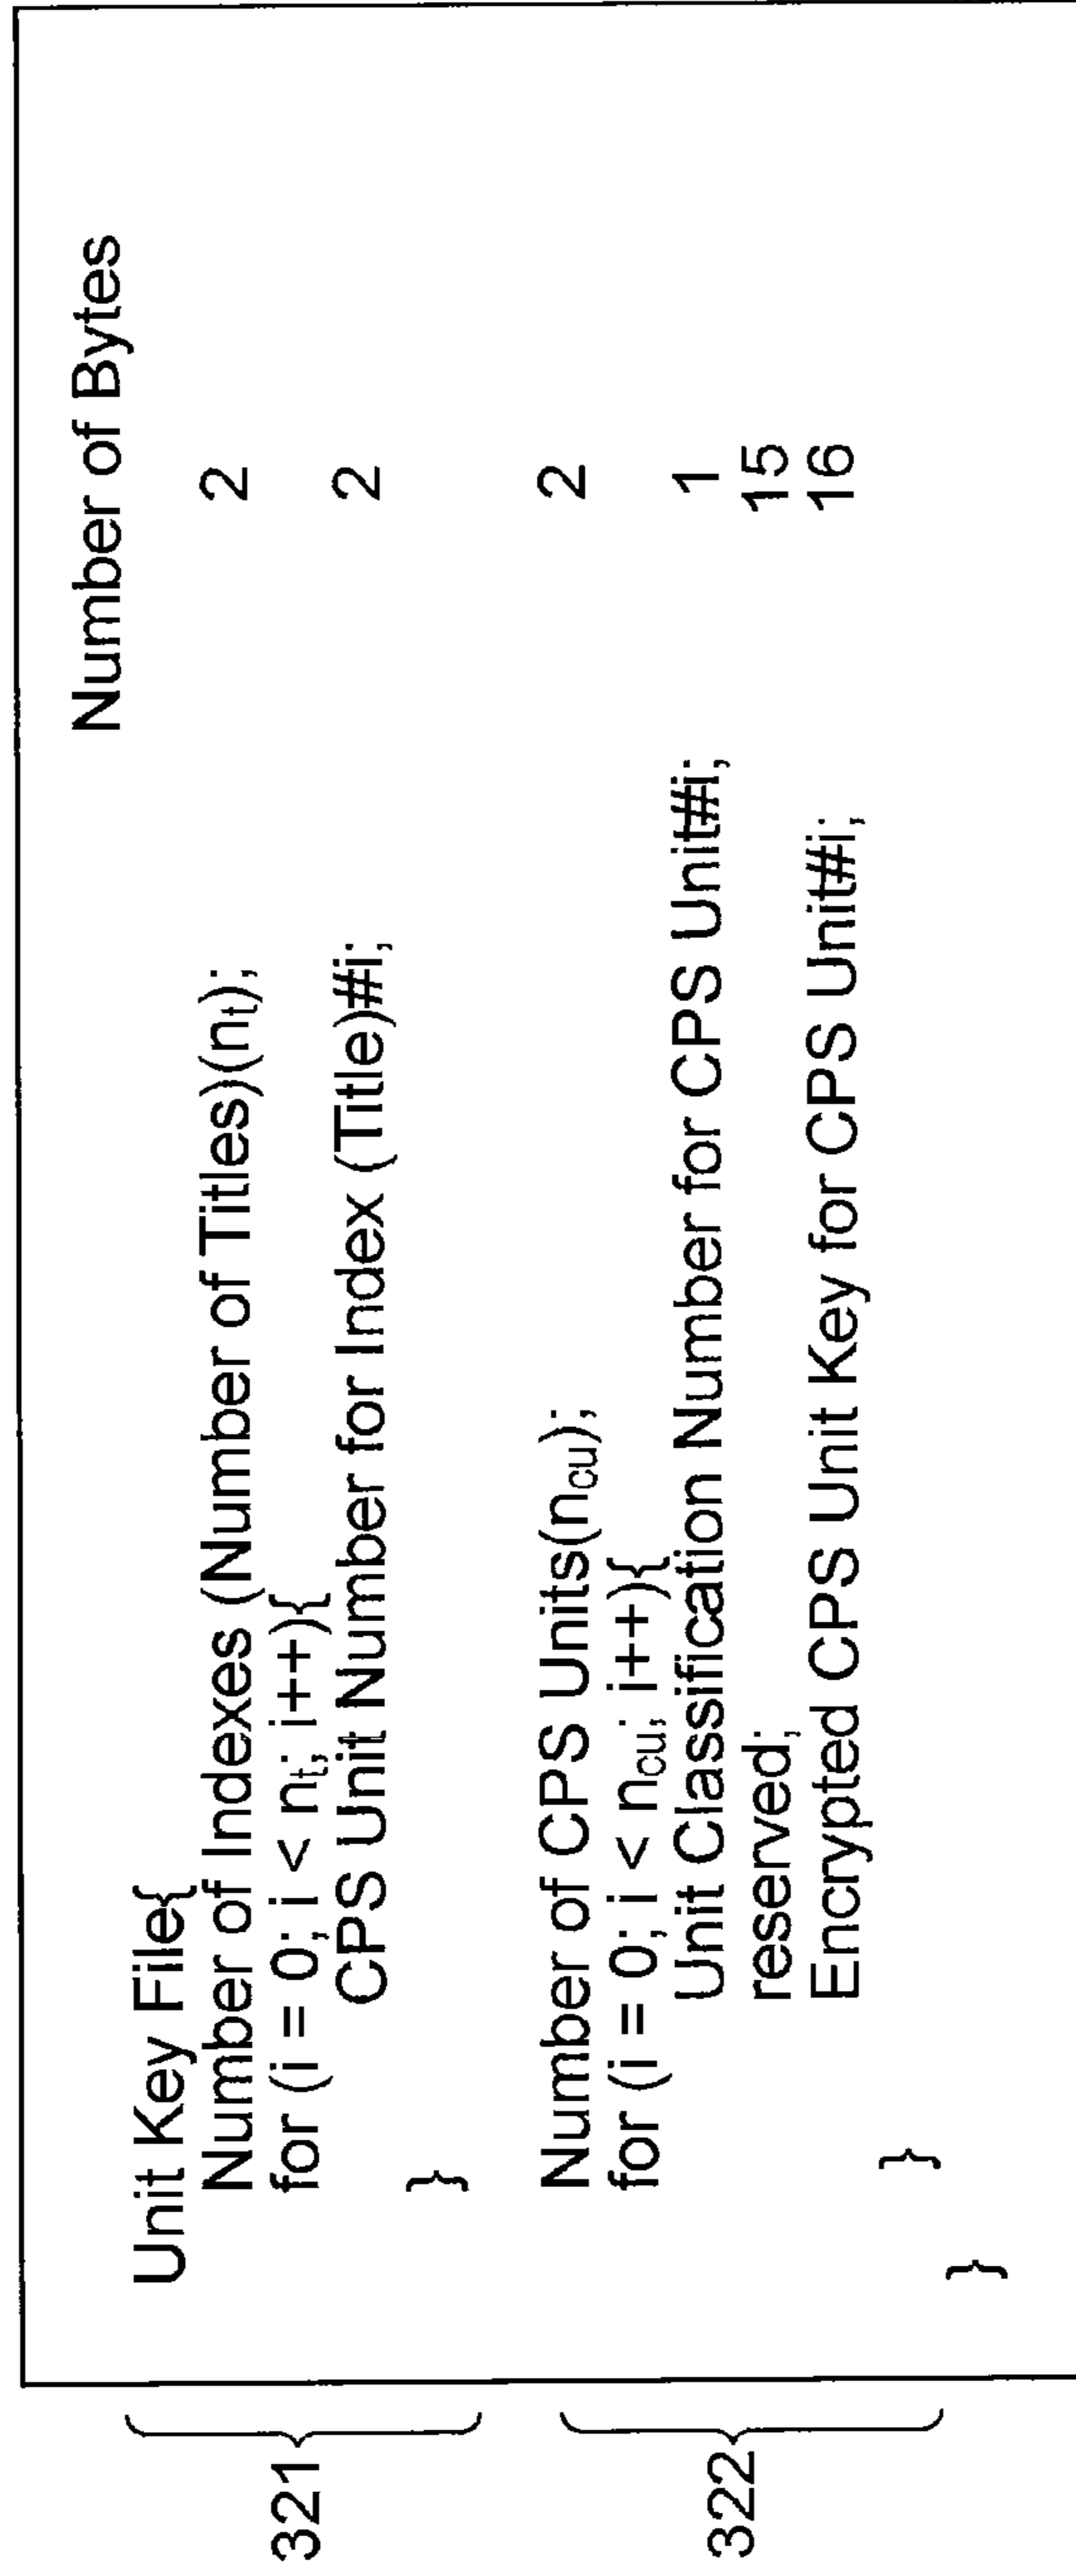 Number of Bytes
Unit Key File{
Number of Indexes (Number of Titles)(nt); 2
for (i = 0; i < nt; i++){
CPS Unit Number for Index (Title)#i; 2
}
Number of CPS Units(ncu); 2
for (i = 0; i < ncu; i++){
Unit Classification Number for CPS Unit#i; 1
reserved; 15
Encrypted CPS Unit Key for CPS Unit#i; 16
}
}
321
322